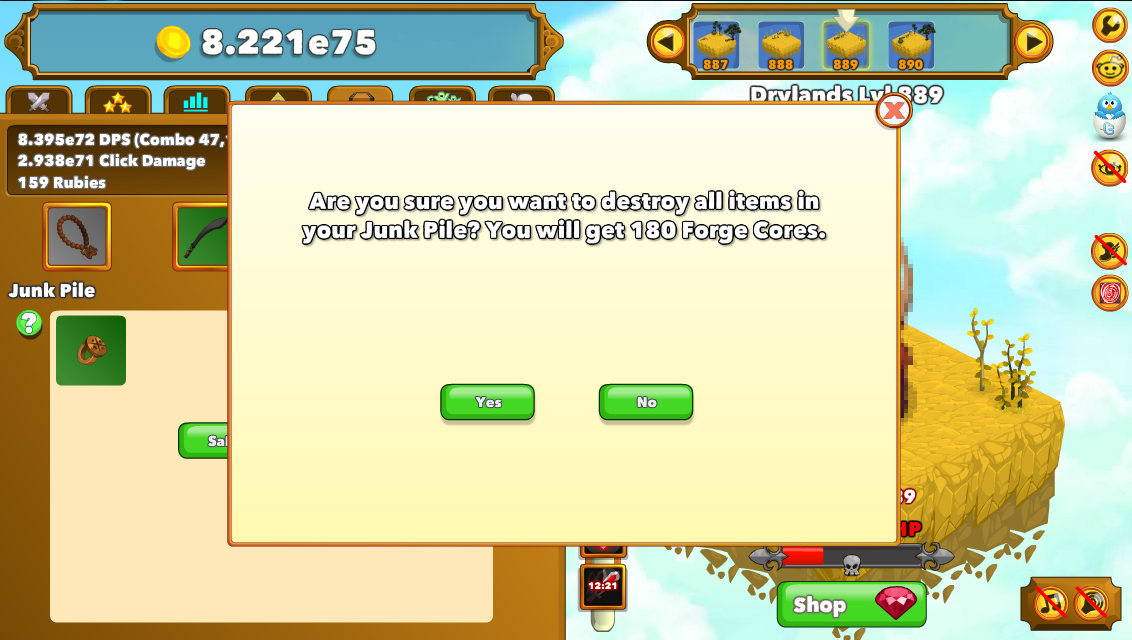 8.221e75
887 888 889 890
Drylands Lvl 889
8.395e72 DPS (Combo 47,
2.938e71 Click Damage
159 Rubies
Are you sure you want to destroy all items in
your Junk Pile? You will get 180 Forge Cores.
Junk Pile
?
Yes No
Sal
HP
12:21
Shop